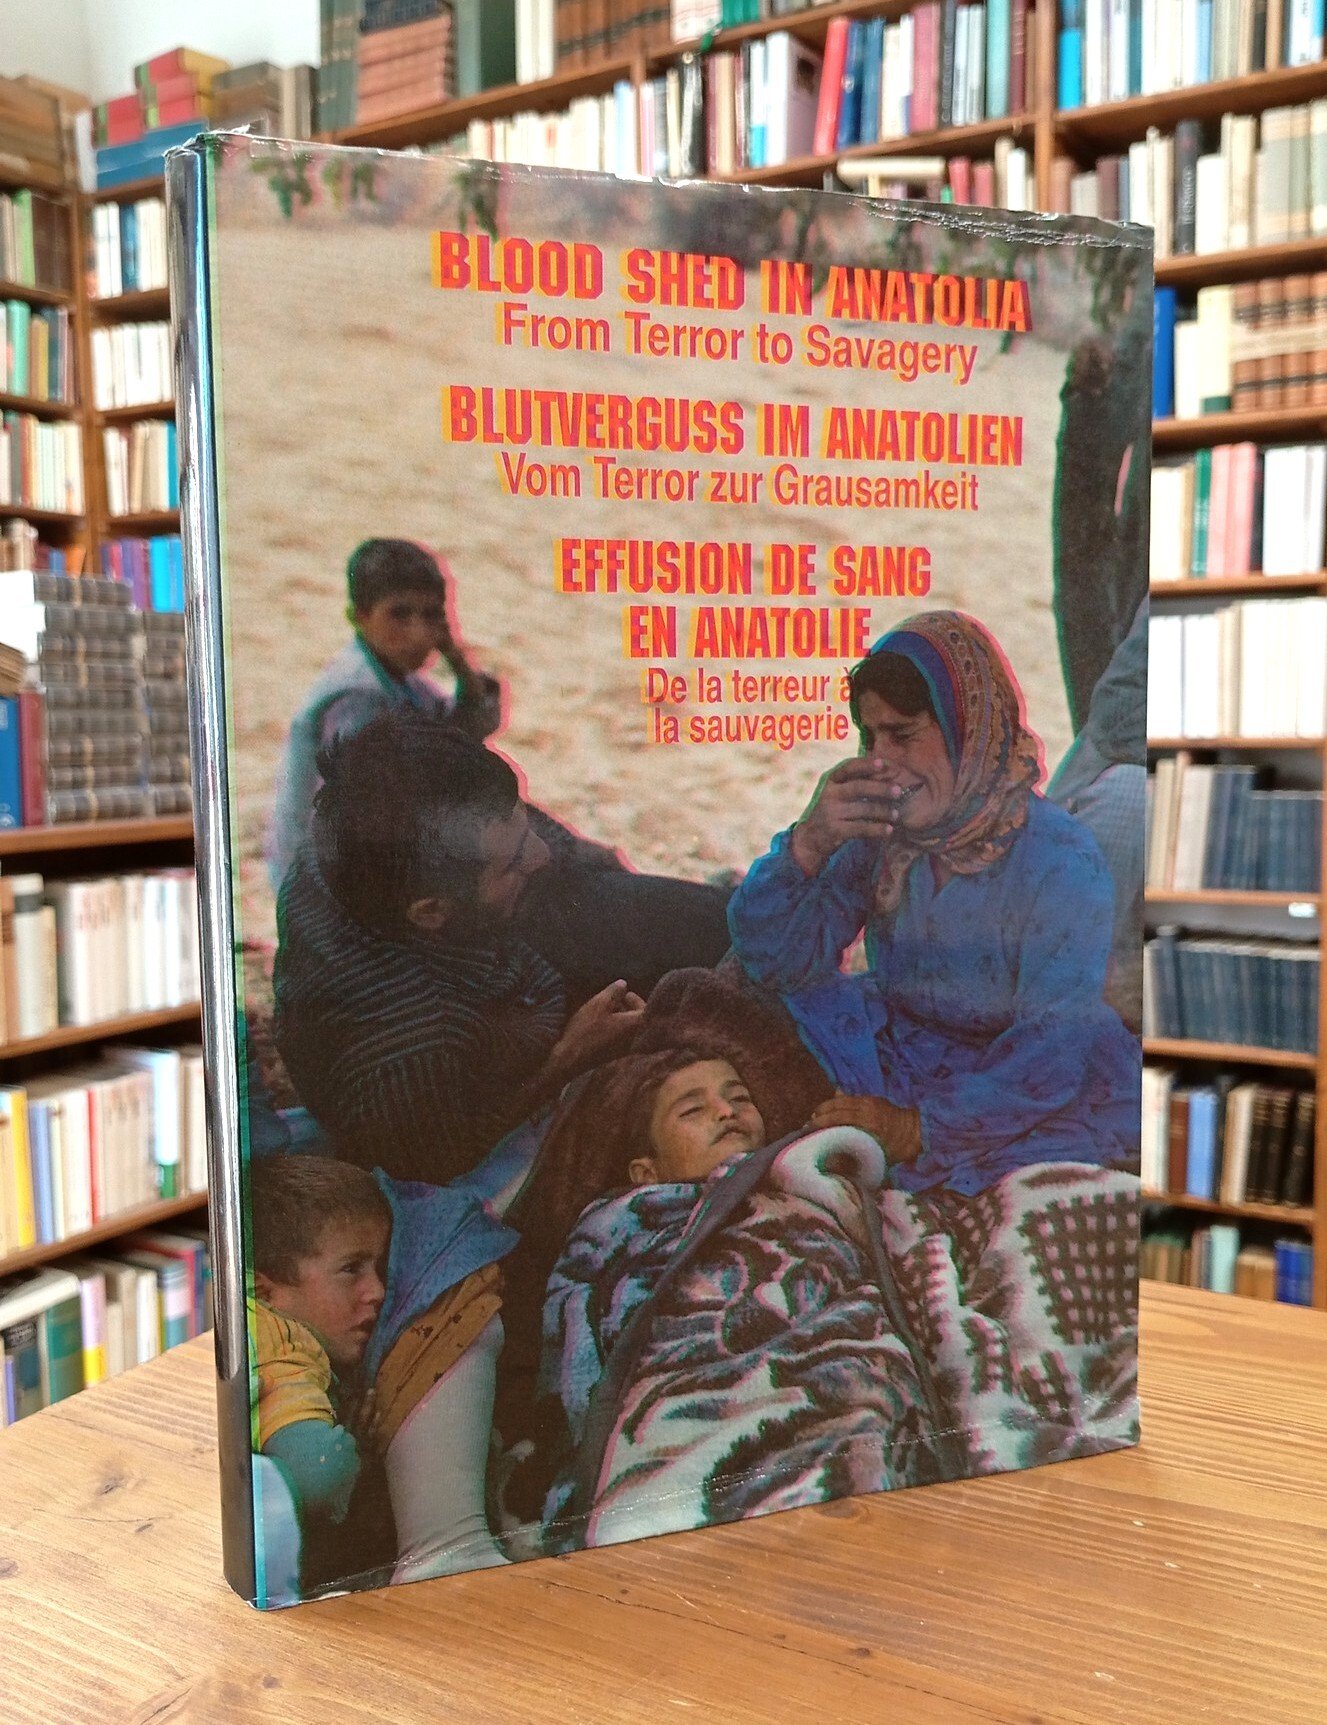 BLOOD SHED IN ANATOLIA
From Terror to Savagery
BLUTVERGUSS IM ANATOLIEN
Vom Terror zur Grausamkeit
EFFUSION DE SANG
EN ANATOLIE
De la terreur à
la sauvagerie